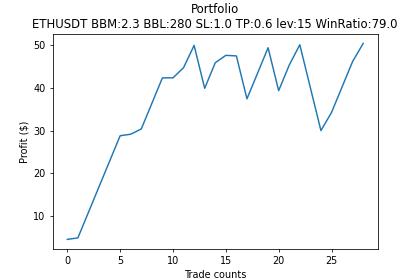 Portfolio
ETHUSDT BBM:2.3 BBL:280 SL:1.0 TP:0.6 lev:15 WinRatio:79.0
50
40
30
20
10
Profit ($)
0 5 10 15 20 25
Trade counts